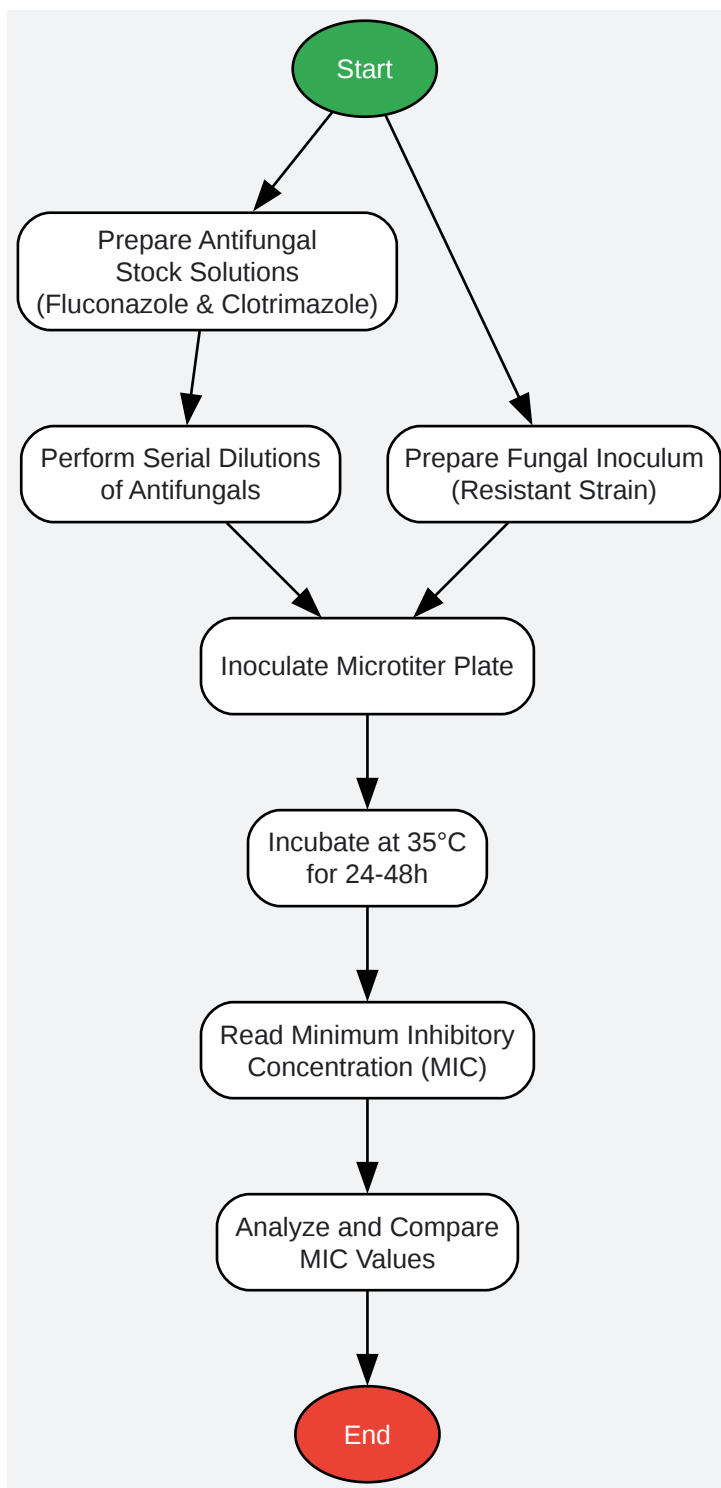 Start
Prepare Antifungal
Stock Solutions
(Fluconazole & Clotrimazole)
Perform Serial Dilutions
of Antifungals
Prepare Fungal Inoculum
(Resistant Strain)
Inoculate Microtiter Plate
Incubate at 35°C
for 24-48h
Read Minimum Inhibitory
Concentration (MIC)
Analyze and Compare
MIC Values
End